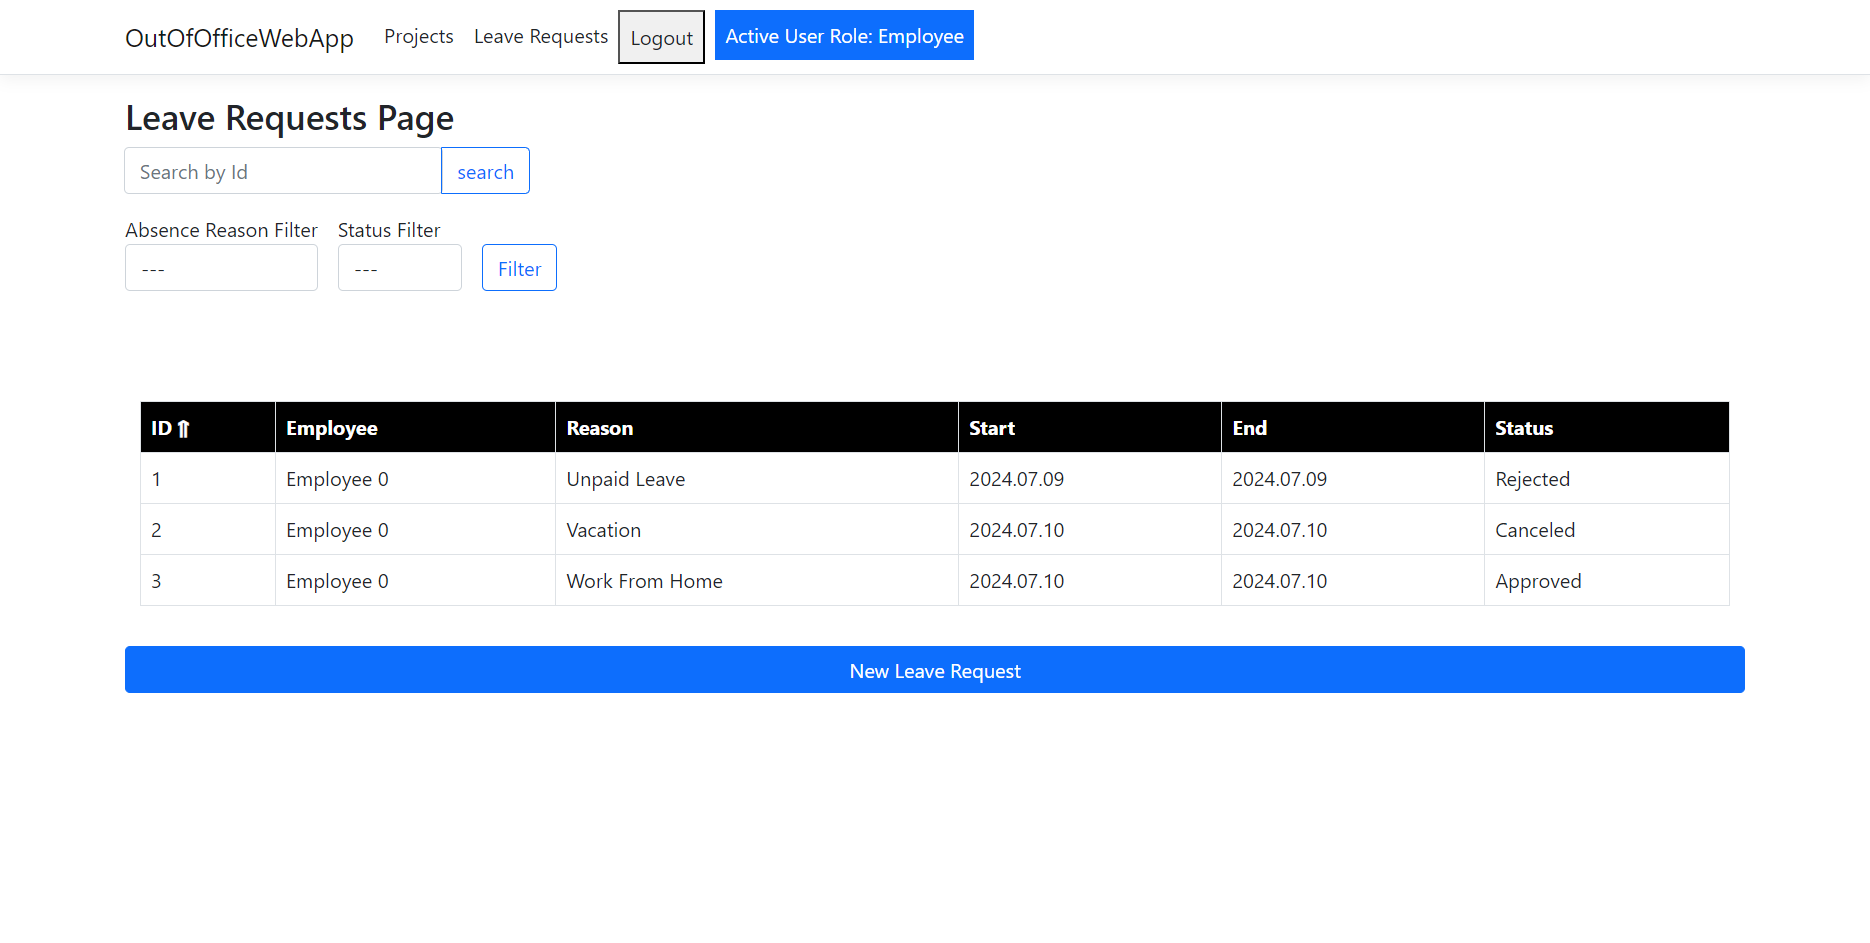 OutOfOfficeWebApp Projects Leave Requests Logout Active User Role: Employee
Leave Requests Page
Search by Id search
Absence Reason Filter Status Filter
--- --- Filter
ID ⇑ Employee Reason Start End Status
1 Employee 0 Unpaid Leave 2024.07.09 2024.07.09 Rejected
2 Employee 0 Vacation 2024.07.10 2024.07.10 Canceled
3 Employee 0 Work From Home 2024.07.10 2024.07.10 Approved
New Leave Request